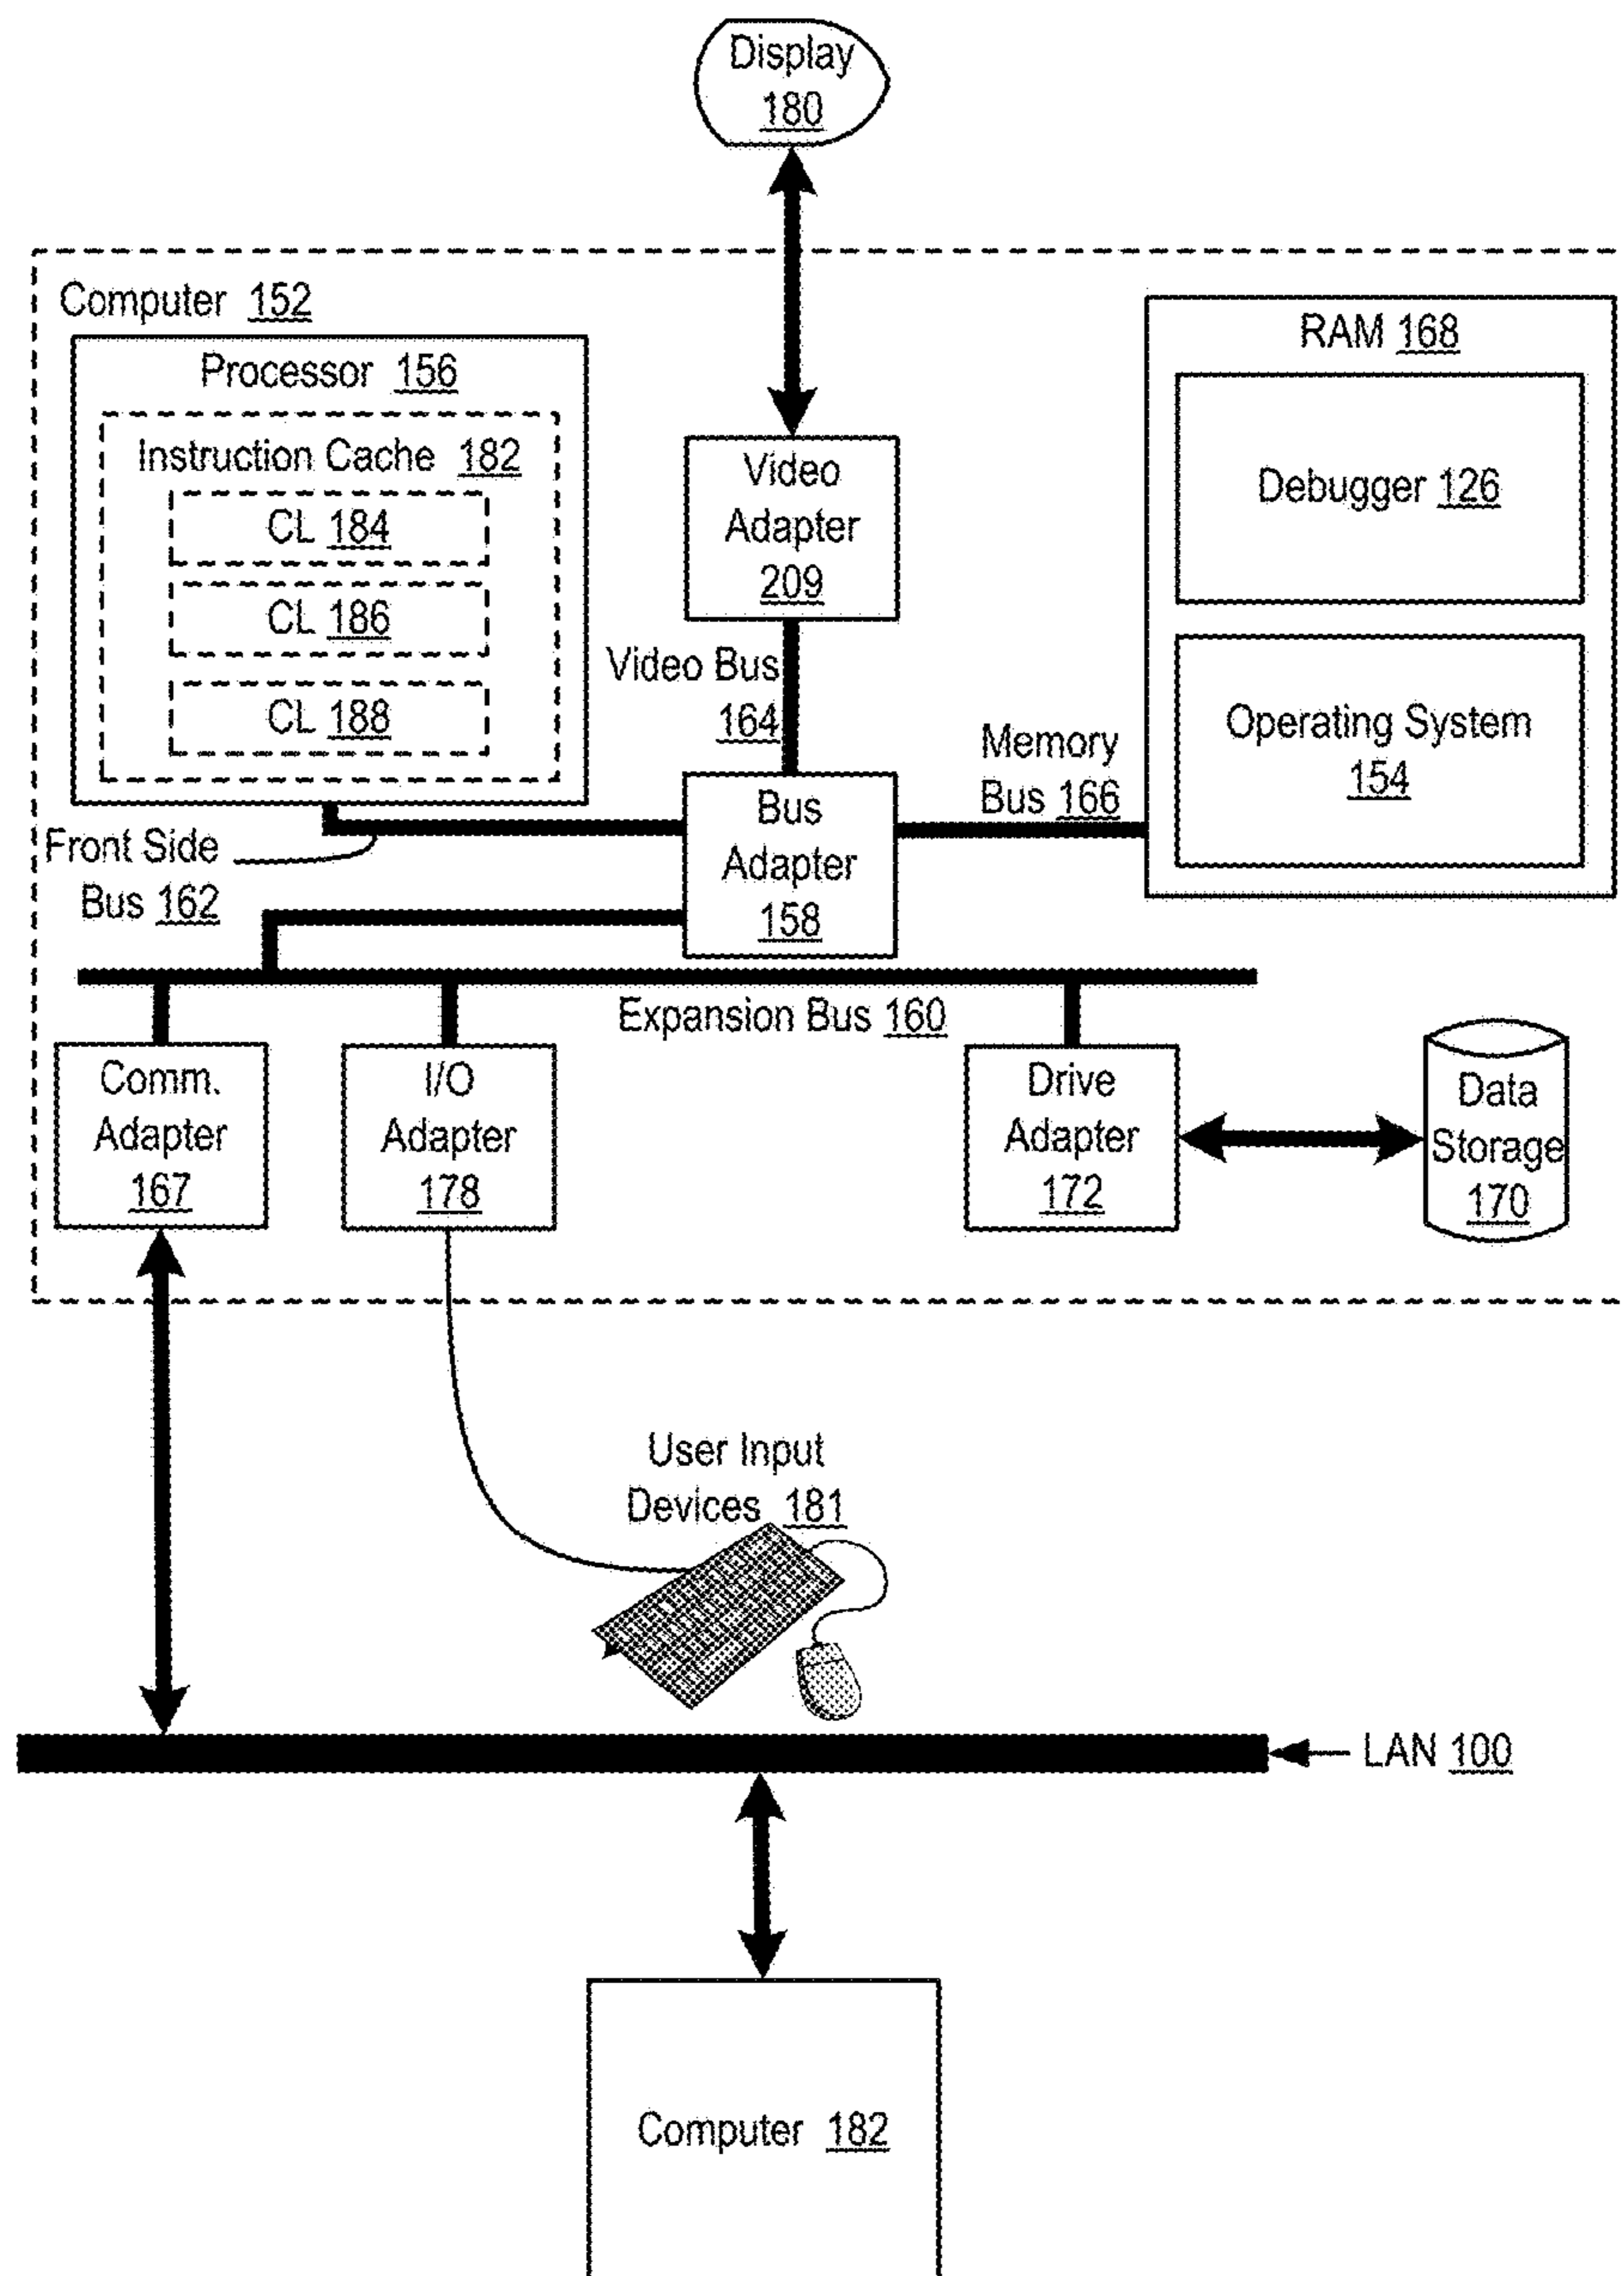 Display
180
Computer 152
Processor 156
Instruction Cache 182
CL 184
CL 186
CL 188
Video
Adapter
209
RAM 168
Debugger 126
Operating System
154
Video Bus
164
Memory
Bus 166
Bus
Adapter
158
Front Side
Bus 162
Expansion Bus 160
Comm.
Adapter
167
I/O
Adapter
178
Drive
Adapter
172
Data
Storage
170
User Input
Devices 181
LAN 100
Computer 182